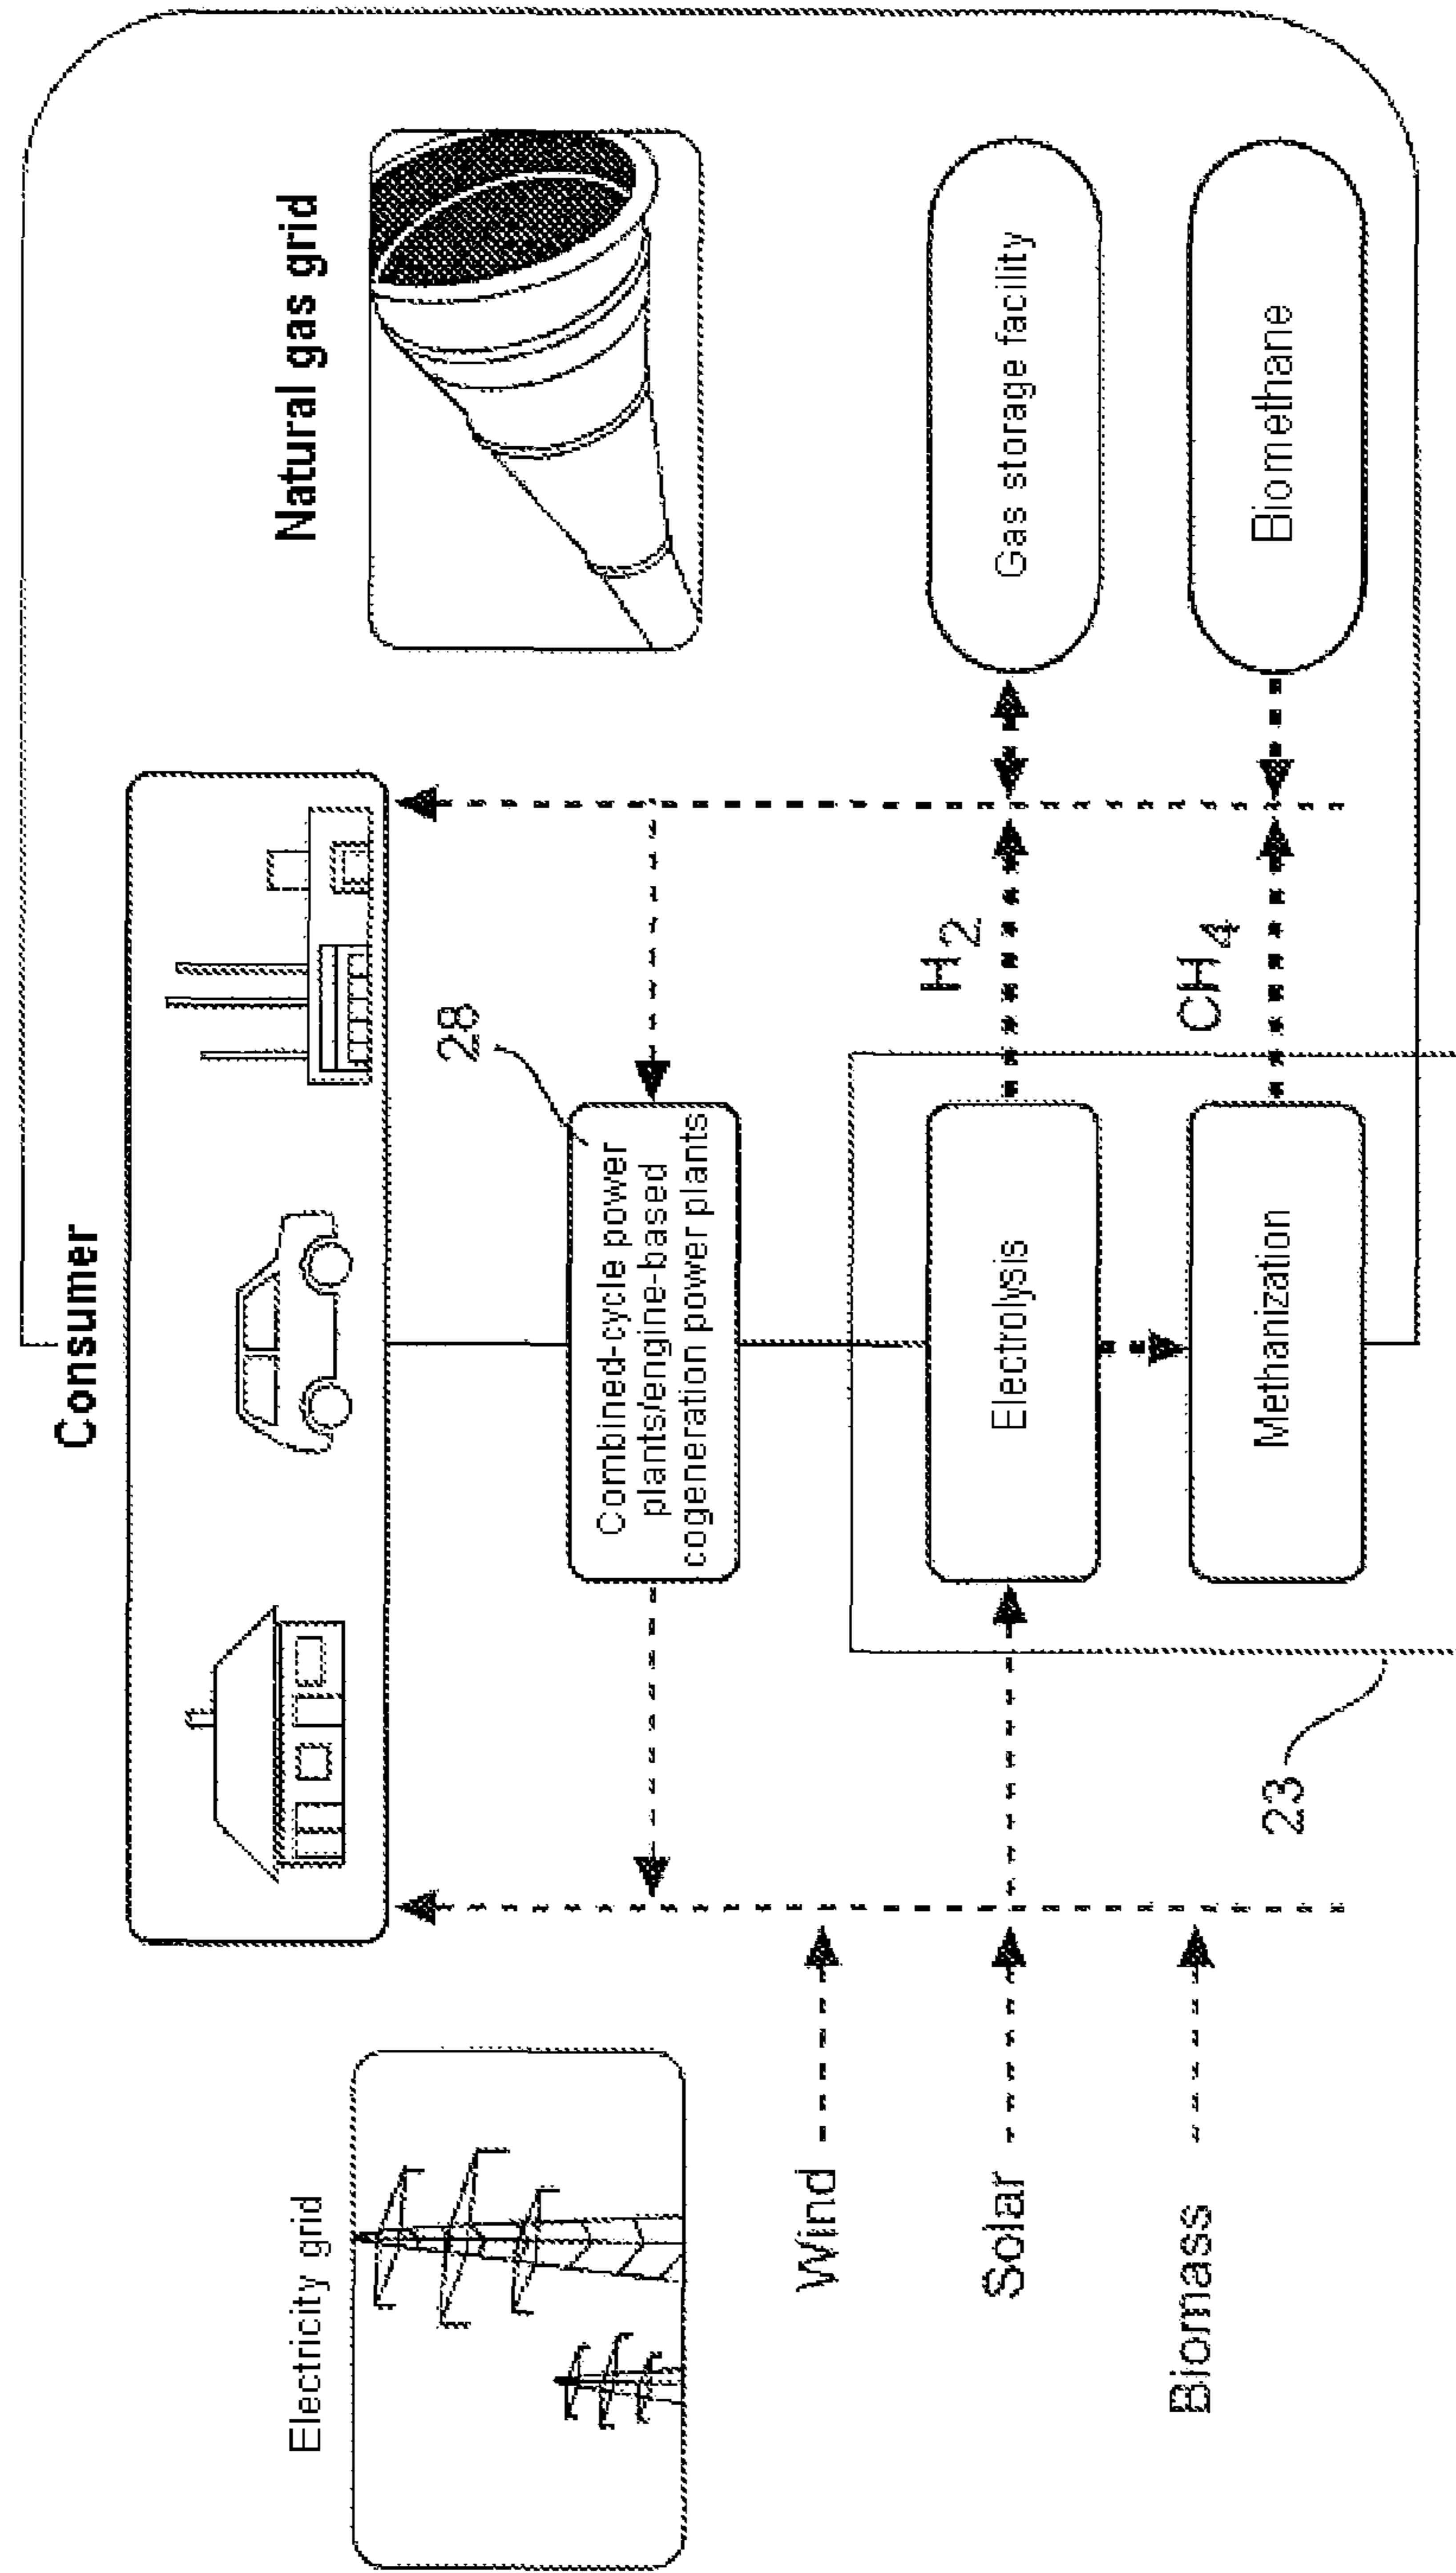 Consumer
Electricity grid
Natural gas grid
28
Combined-cycle power
plants/engine-based
cogeneration power plants
Wind
Solar
Biomass
Electrolysis
H2
Gas storage facility
Methanization
CH4
Biomethane
23